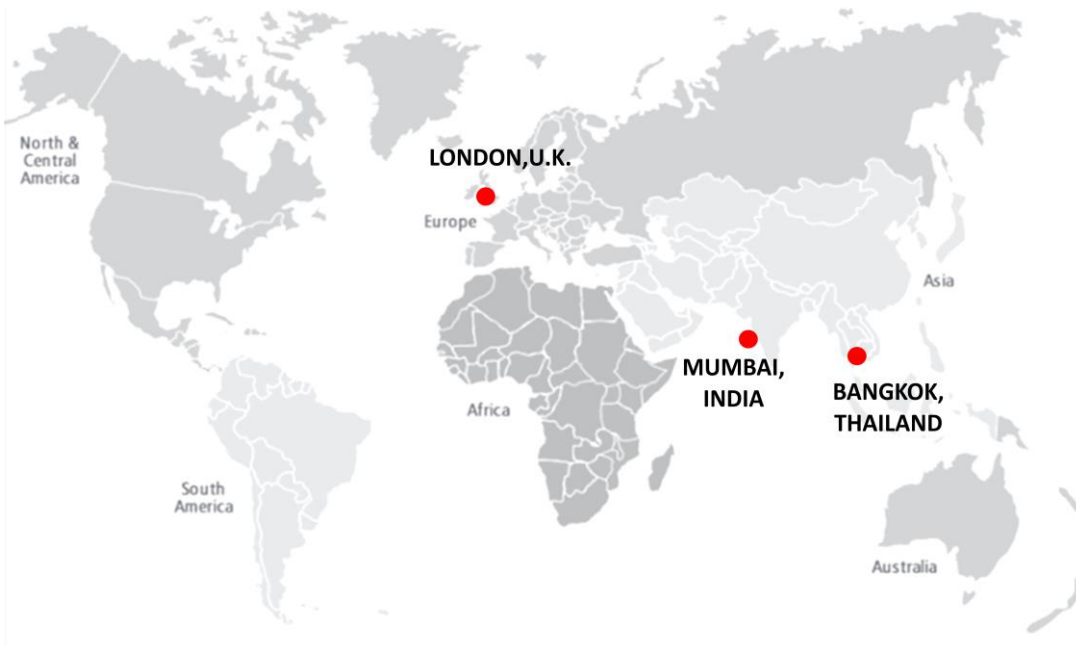 North &
Central
America
LONDON,U.K.
Europe
Asia
MUMBAI,
INDIA
BANGKOK,
THAILAND
Africa
South
America
Australia